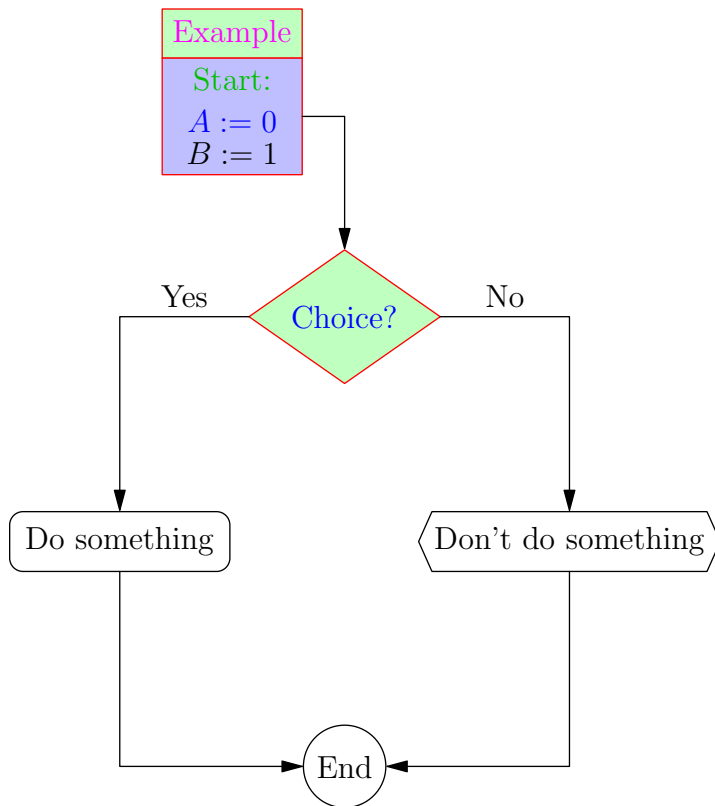 Example
Start:
A := 0
B := 1
Yes
No
Choice?
Do something
Don't do something
End